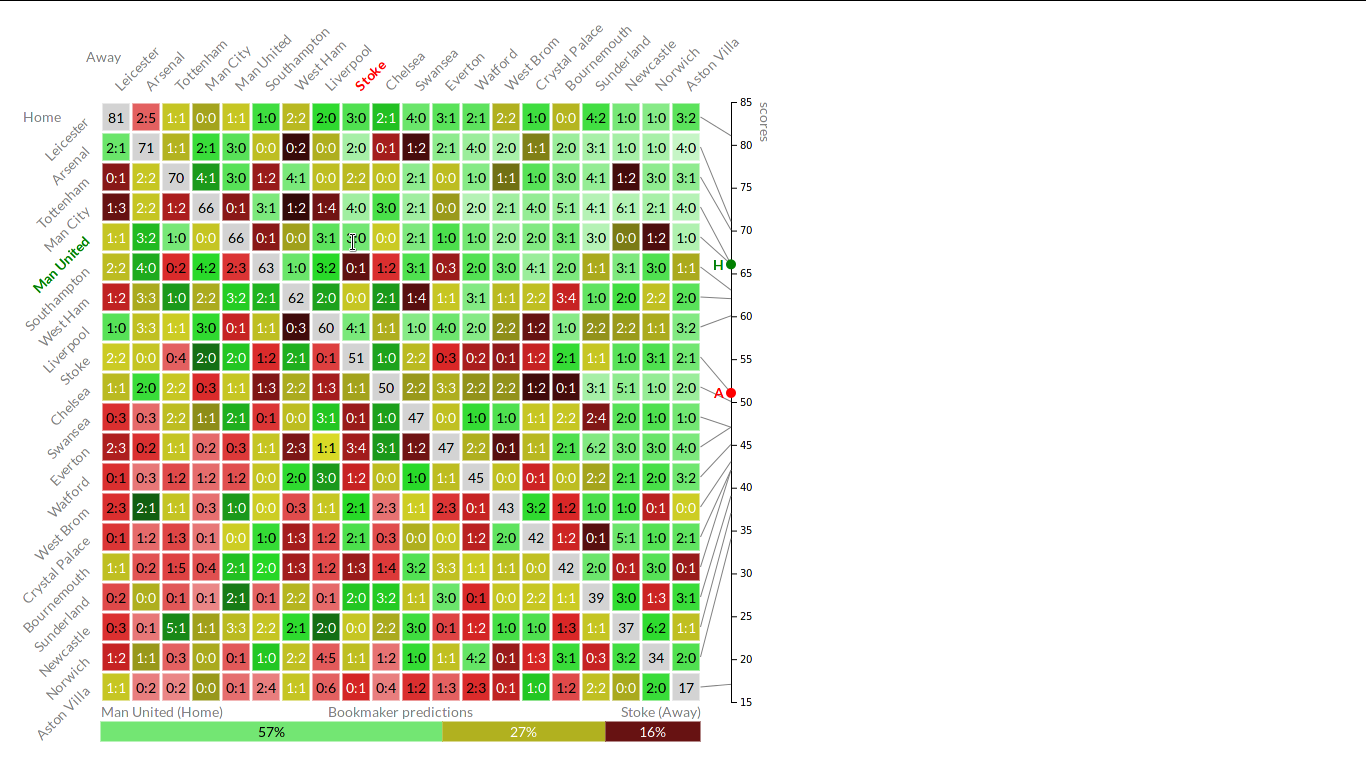 Away
Leicester Arsenal Tottenham Man City Man United Southampton West Ham Liverpool Stoke Chelsea Swansea Everton Watford West Brom Crystal Palace Bournemouth Sunderland Newcastle Norwich Aston Villa
Home
Leicester 81 2:5 1:1 0:0 1:1 1:0 2:2 2:0 3:0 2:1 4:0 3:1 2:1 2:2 1:0 0:0 4:2 1:0 1:0 3:2
Arsenal 2:1 71 1:1 2:1 3:0 0:0 0:2 0:0 2:0 0:1 1:2 2:1 4:0 2:0 1:1 2:0 3:1 1:0 1:0 4:0
Tottenham 0:1 2:2 70 4:1 3:0 1:2 4:1 0:0 2:2 0:0 0:0 0:0 1:0 1:1 1:0 3:0 4:1 1:2 3:0 3:1
Man City 1:3 2:2 1:2 66 0:1 3:1 1:2 1:4 4:0 3:0 2:1 0:0 2:0 2:1 4:0 5:1 4:1 6:1 2:1 4:0
Man United 1:1 3:2 1:0 0:0 66 0:1 0:0 3:1 3:0 0:0 2:1 1:0 1:0 2:0 2:0 3:1 3:0 0:0 1:2 1:0
Southampton 2:2 4:0 0:2 4:2 2:3 63 1:0 3:2 0:1 1:2 3:1 0:3 2:0 3:0 4:1 2:0 1:1 3:1 3:0 1:1
West Ham 1:2 3:3 1:0 2:2 3:2 2:1 62 2:0 0:0 2:1 1:4 1:1 3:1 1:1 2:2 3:4 1:0 2:0 2:2 2:0
Liverpool 1:0 3:3 1:1 3:0 0:1 1:1 0:3 60 4:1 1:1 1:0 4:0 2:0 2:2 1:2 1:0 2:2 2:2 1:1 3:2
Stoke 2:2 0:0 0:4 2:0 2:0 1:2 2:1 0:1 51 1:0 2:2 0:3 0:2 0:1 1:2 2:1 1:1 1:0 3:1 2:1
Chelsea 1:1 2:0 2:2 0:3 1:1 1:3 2:2 1:3 1:1 50 2:2 3:3 2:2 2:2 1:2 0:1 3:1 5:1 1:0 2:0
Swansea 0:3 0:3 2:2 1:1 2:1 0:1 0:0 3:1 0:1 1:0 47 0:0 1:0 1:0 1:1 2:2 2:4 2:0 1:0 1:0
Everton 2:3 0:2 1:1 0:2 0:3 1:1 2:3 1:1 3:4 3:1 1:2 47 2:2 0:1 1:1 2:1 6:2 3:0 3:0 4:0
Watford 0:1 0:3 1:2 1:2 1:2 0:0 2:0 3:0 1:2 0:0 1:0 1:1 45 0:0 0:1 0:0 2:2 2:1 2:0 3:2
West Brom 2:3 2:1 1:1 0:3 1:0 0:0 0:3 1:1 2:1 2:3 1:1 2:3 0:1 43 3:2 1:2 1:0 1:0 0:1 0:0
Crystal Palace 0:1 1:2 1:3 0:1 0:0 1:0 1:3 1:2 2:1 0:3 0:0 0:0 1:2 2:0 42 1:2 0:1 5:1 1:0 2:1
Bournemouth 1:1 0:2 1:5 0:4 2:1 2:0 1:3 1:2 1:3 1:4 3:2 3:3 1:1 1:1 0:0 42 2:0 0:1 3:0 0:1
Sunderland 0:2 0:0 0:1 0:1 2:1 0:1 2:2 0:1 2:0 3:2 1:1 3:0 0:1 0:0 2:2 1:1 39 3:0 1:3 3:1
Newcastle 0:3 0:1 5:1 1:1 3:3 2:2 2:1 2:0 0:0 2:2 3:0 0:1 1:2 1:0 1:0 1:3 1:1 37 6:2 1:1
Norwich 1:2 1:1 0:3 0:0 0:1 1:0 2:2 4:5 1:1 1:2 1:0 1:1 4:2 0:1 1:3 3:1 0:3 3:2 34 2:0
Aston Villa 1:1 0:2 0:2 0:0 0:1 2:4 1:1 0:6 0:1 0:4 1:2 1:3 2:3 0:1 1:0 1:2 2:2 0:0 2:0 17
85
80
75
70
H
65
60
55
A
50
45
40
35
30
25
20
15
scores
Man United (Home) Bookmaker predictions Stoke (Away)
57% 27% 16%